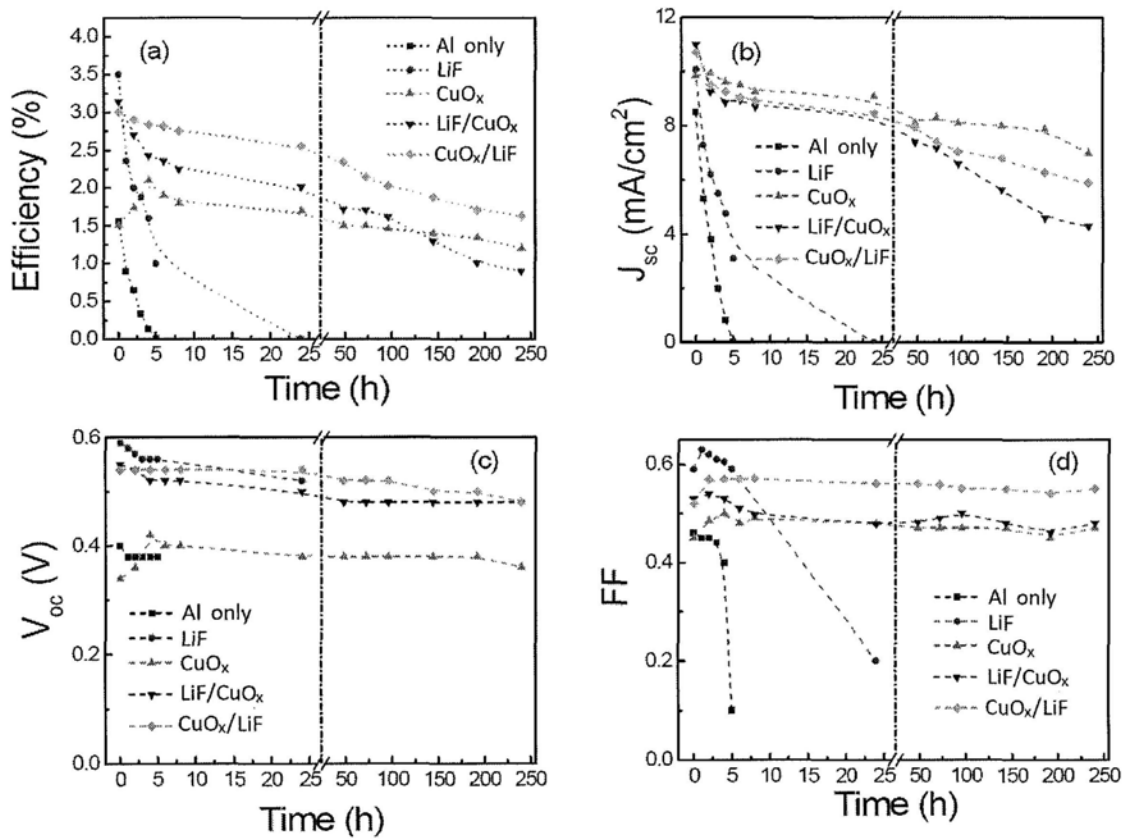 (a)
Efficiency (%)
4.0
3.5
3.0
2.5
2.0
1.5
1.0
0.5
0.0
Al only
LiF
CuOₓ
LiF/CuOₓ
CuOₓ/LiF
0 5 10 15 20 25 50 100 150 200 250
Time (h)
(b)
J_sc (mA/cm²)
12
8
4
0
Al only
LiF
CuOₓ
LiF/CuOₓ
CuOₓ/LiF
0 5 10 15 20 25 50 100 150 200 250
Time (h)
(c)
V_oc (V)
0.6
0.4
0.2
0.0
Al only
LiF
CuOₓ
LiF/CuOₓ
CuOₓ/LiF
0 5 10 15 20 25 50 100 150 200 250
Time (h)
(d)
FF
0.6
0.4
0.2
0.0
Al only
LiF
CuOₓ
LiF/CuOₓ
CuOₓ/LiF
0 5 10 15 20 25 50 100 150 200 250
Time (h)